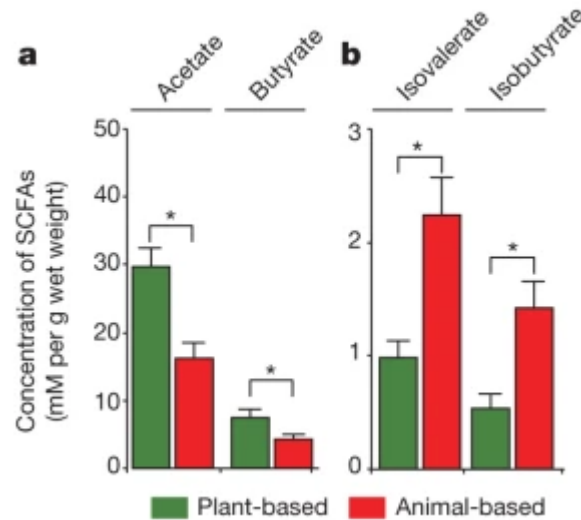 a
b
Acetate
Butyrate
Isovalerate
Isobutyrate
Concentration of SCFAs
(mM per g wet weight)
50
40
30
20
10
0
*
*
3
2
1
0
*
*
Plant-based
Animal-based